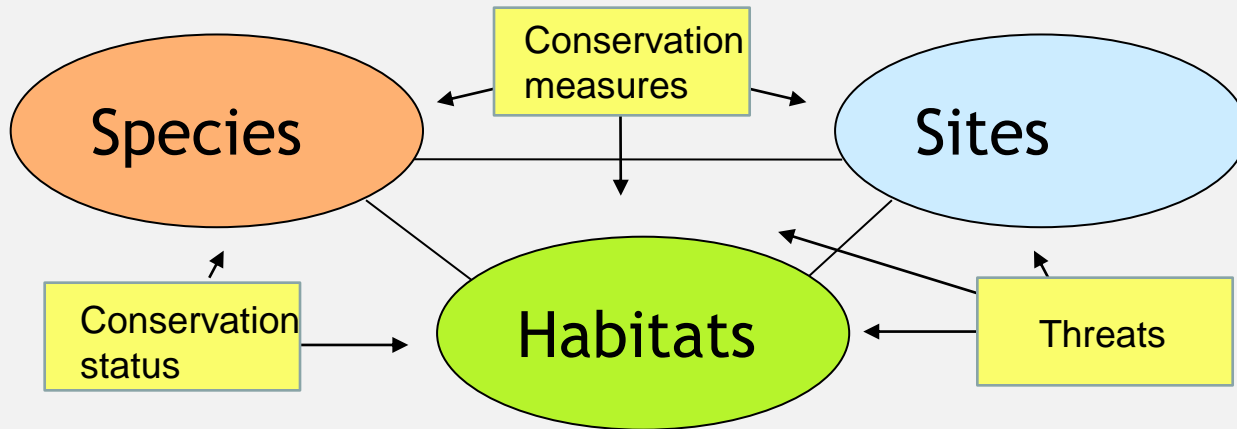 Conservation
measures
Species
Sites
Conservation
status
Habitats
Threats